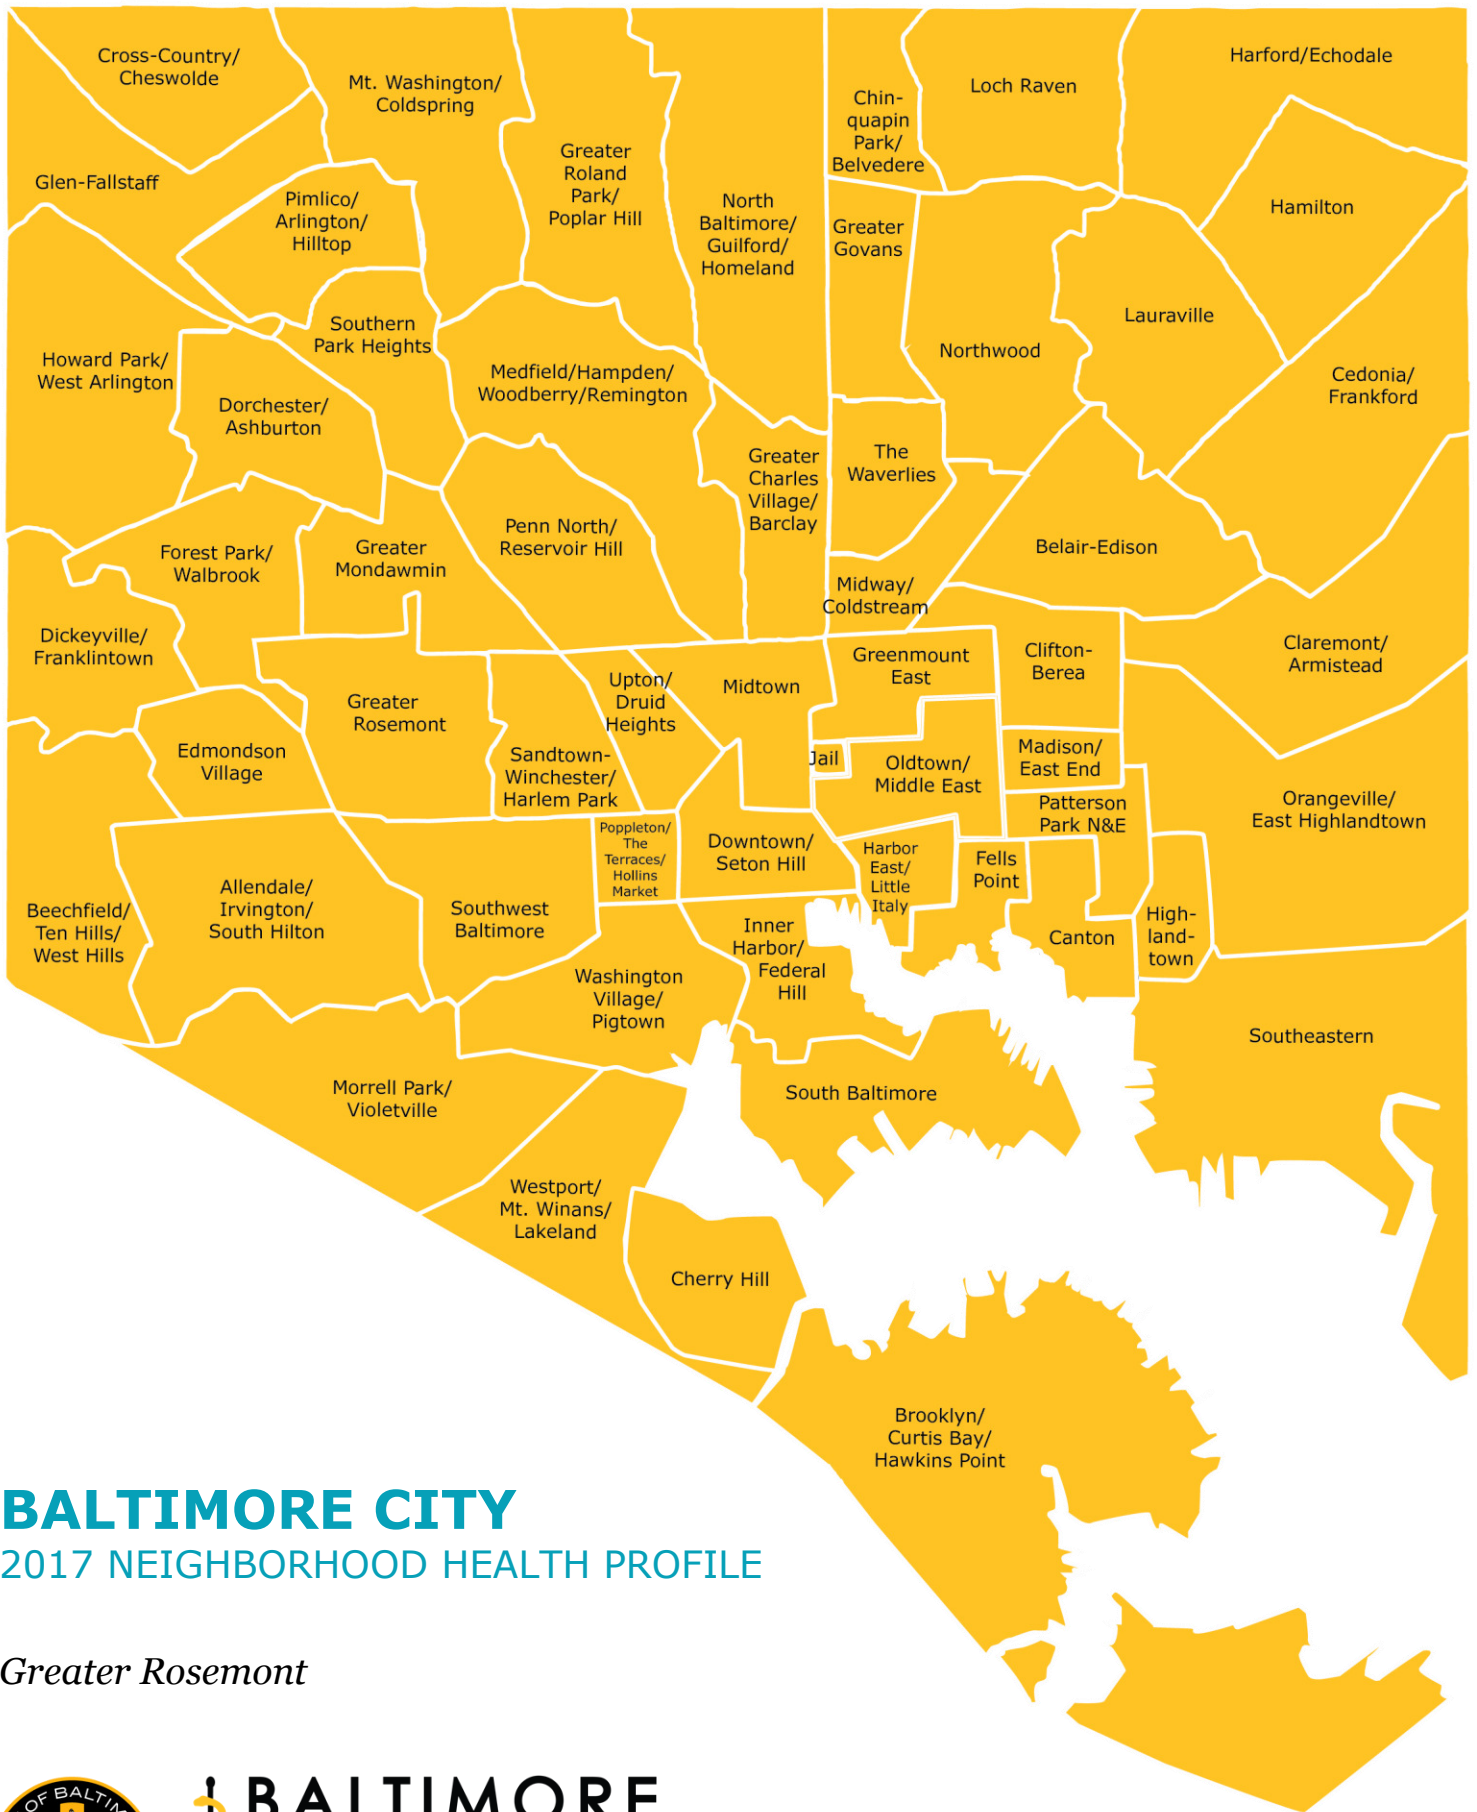 Cross-Country/
Cheswolde
Mt. Washington/
Coldspring
Greater
Roland
Park/
Poplar Hill
North
Baltimore/
Guilford/
Homeland
Chin-
quapin
Park/
Belvedere
Loch Raven
Harford/Echodale
Glen-Fallstaff
Pimlico/
Arlington/
Hilltop
Greater
Govans
Hamilton
Southern
Park Heights
Lauraville
Howard Park/
West Arlington
Medfield/Hampden/
Woodberry/Remington
Northwood
Cedonia/
Frankford
Dorchester/
Ashburton
Greater
Charles
Village/
Barclay
The
Waverlies
Forest Park/
Walbrook
Greater
Mondawmin
Penn North/
Reservoir Hill
Belair-Edison
Midway/
Coldstream
Dickeyville/
Franklintown
Greater
Rosemont
Upton/
Druid
Heights
Midtown
Greenmount
East
Clifton-
Berea
Claremont/
Armistead
Edmondson
Village
Sandtown-
Winchester/
Harlem Park
Jail
Oldtown/
Middle East
Madison/
East End
Patterson
Park N&E
Orangeville/
East Highlandtown
Poppleton/
The
Terraces/
Hollins
Market
Downtown/
Seton Hill
Harbor
East/
Little
Italy
Fells
Point
Beechfield/
Ten Hills/
West Hills
Allendale/
Irvington/
South Hilton
Southwest
Baltimore
Inner
Harbor/
Federal
Hill
Canton
High-
land-
town
Washington
Village/
Pigtown
Southeastern
Morrell Park/
Violetville
South Baltimore
Westport/
Mt. Winans/
Lakeland
Cherry Hill
Brooklyn/
Curtis Bay/
Hawkins Point
BALTIMORE CITY
2017 NEIGHBORHOOD HEALTH PROFILE
Greater Rosemont
BALTIMORE